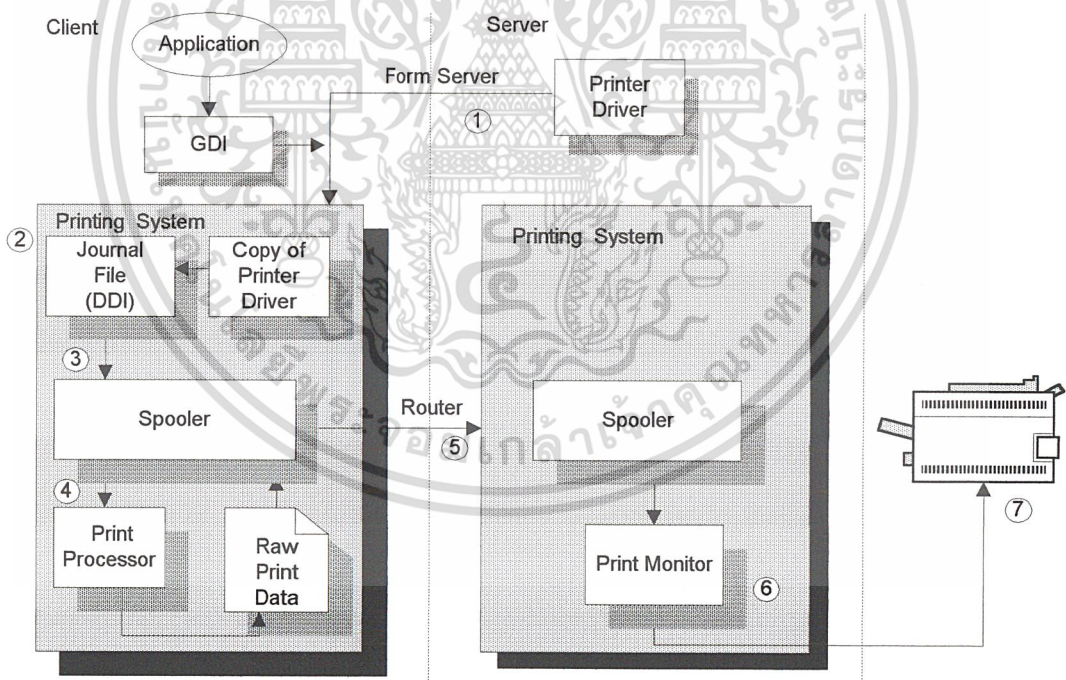 Client
Server
Application
Form Server
Printer
Driver
①
GDI
Printing System
②
Journal
File
(DDI)
Copy of
Printer
Driver
Printing System
③
Spooler
Router
⑤
Spooler
④
Print
Processor
Raw
Print
Data
Print Monitor
⑥
⑦